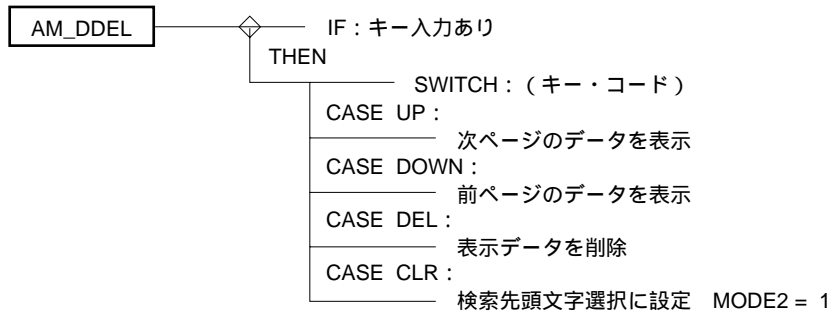 AM_DDEL
IF：キー入力あり
THEN
SWITCH：（キー・コード）
CASE UP：
次ページのデータを表示
CASE DOWN：
前ページのデータを表示
CASE DEL：
表示データを削除
CASE CLR：
検索先頭文字選択に設定 MODE2 = 1